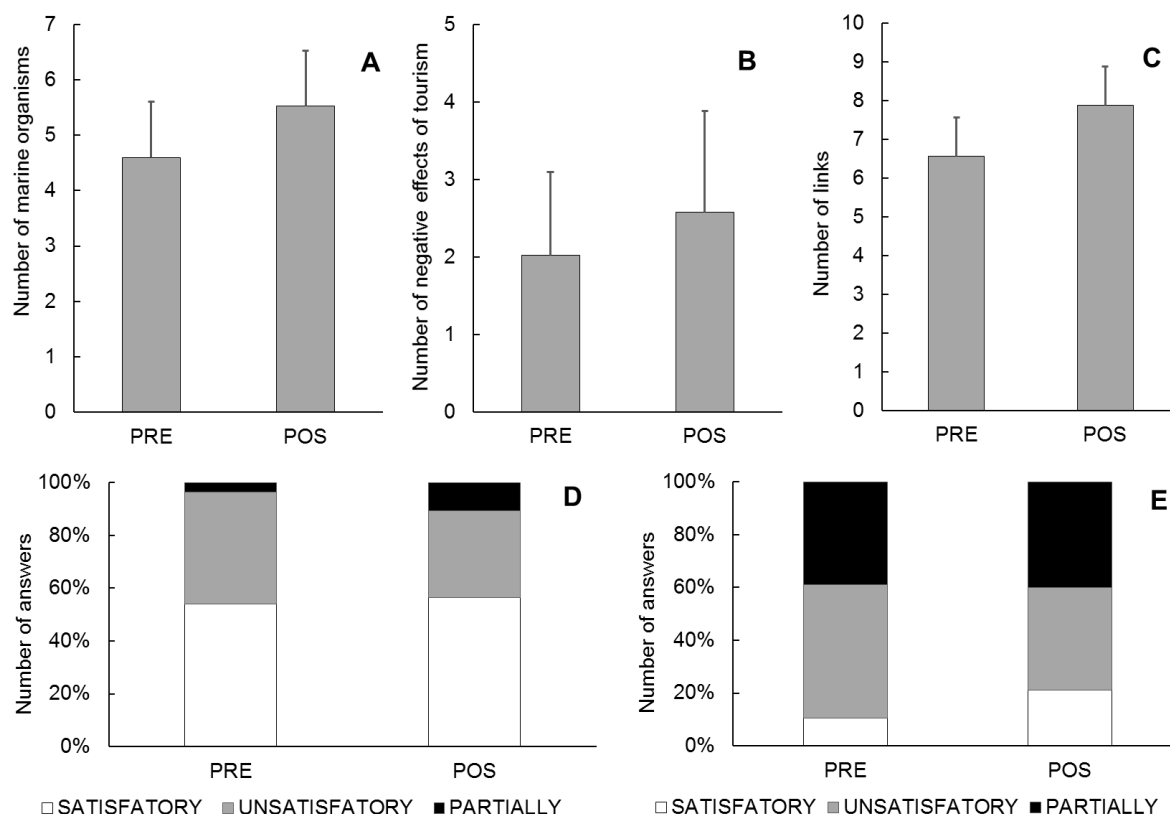 Number of marine organisms
7
6
5
4
3
2
1
0
A
PRE
POS
Number of negative effects of tourism
5
4
3
2
1
0
B
PRE
POS
Number of links
10
9
8
7
6
5
4
3
2
1
0
C
PRE
POS
Number of answers
100%
80%
60%
40%
20%
0%
D
PRE
POS
SATISFATORY UNSATISFATORY PARTIALLY
Number of answers
100%
80%
60%
40%
20%
0%
E
PRE
POS
SATISFATORY UNSATISFATORY PARTIALLY